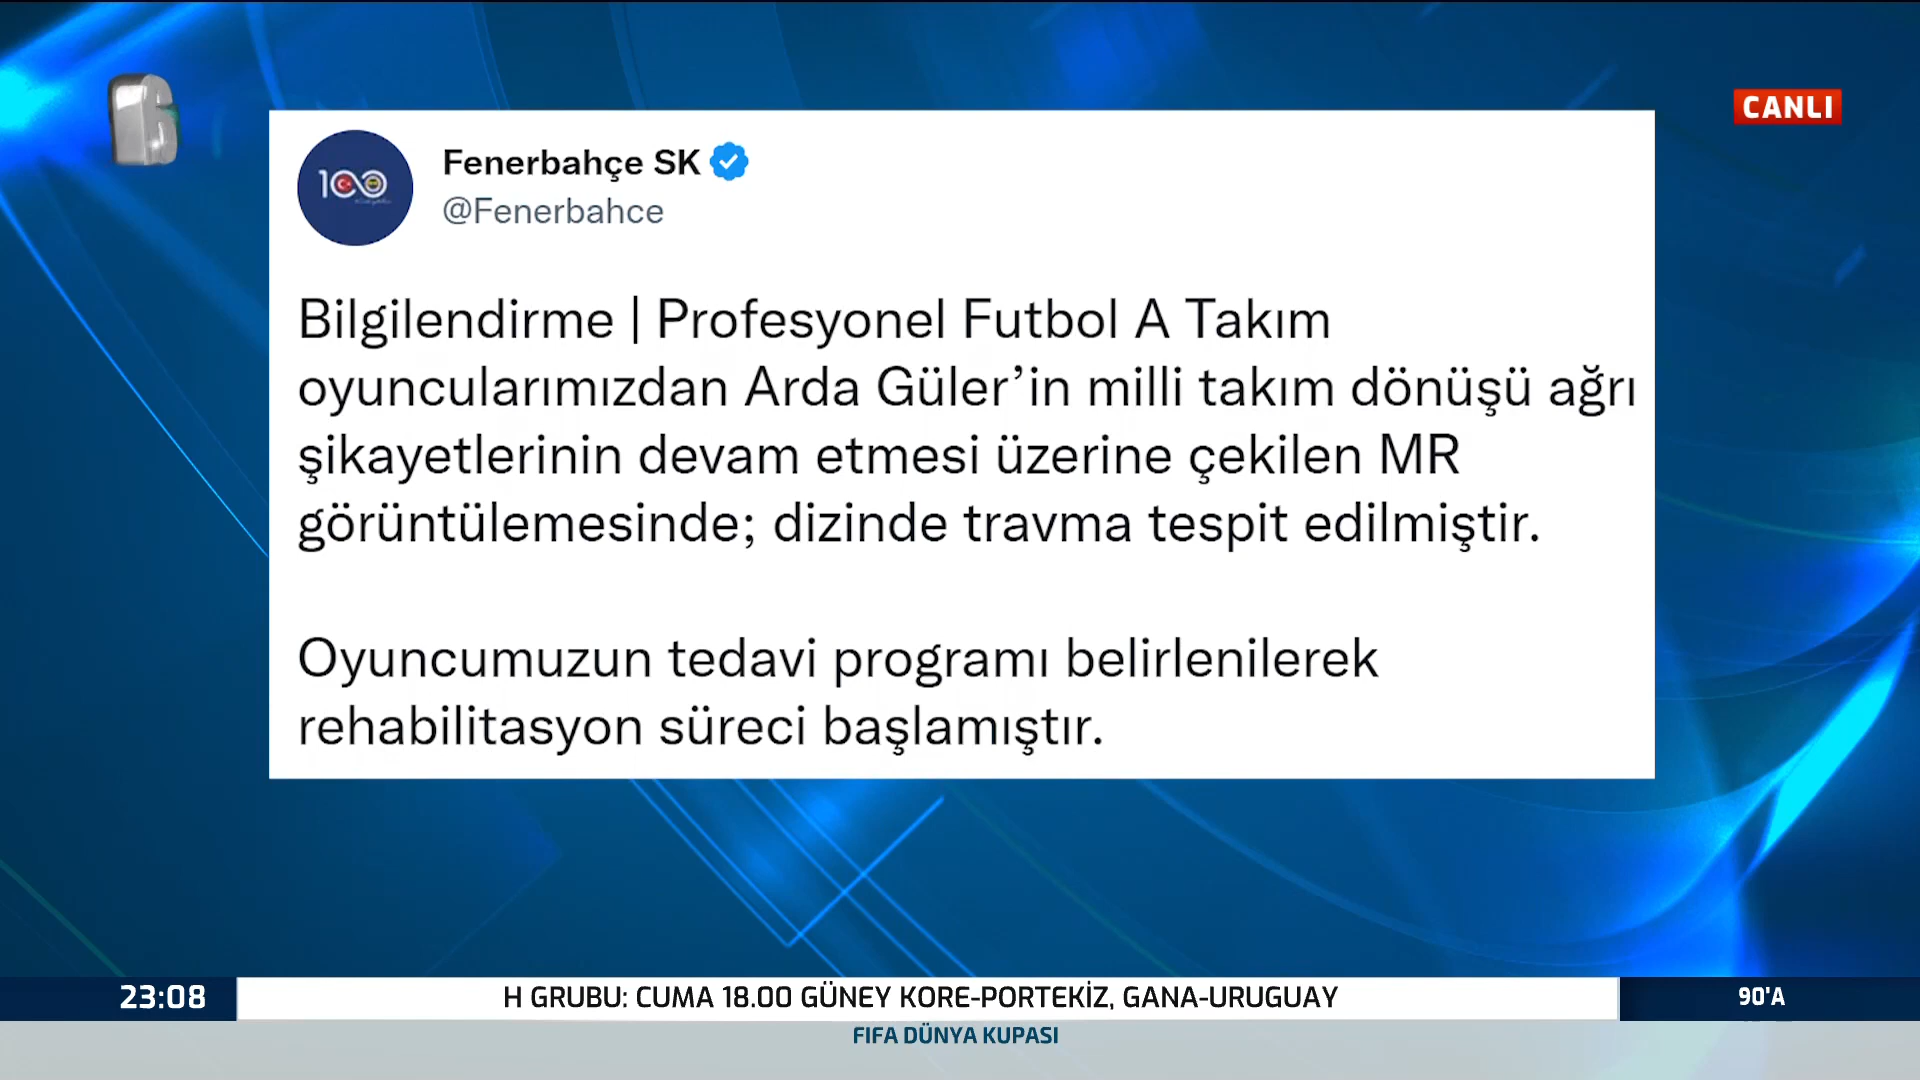 CANLI
100
Fenerbahçe SK
@Fenerbahce
Bilgilendirme | Profesyonel Futbol A Takım
oyuncularımızdan Arda Güler’in milli takım dönüşü ağrı
şikayetlerinin devam etmesi üzerine çekilen MR
görüntülemesinde; dizinde travma tespit edilmiştir.
Oyuncumuzun tedavi programı belirlenilerek
rehabilitasyon süreci başlamıştır.
23:08
H GRUBU: CUMA 18.00 GÜNEY KORE-PORTEKİZ, GANA-URUGUAY
90'A
FIFA DÜNYA KUPASI